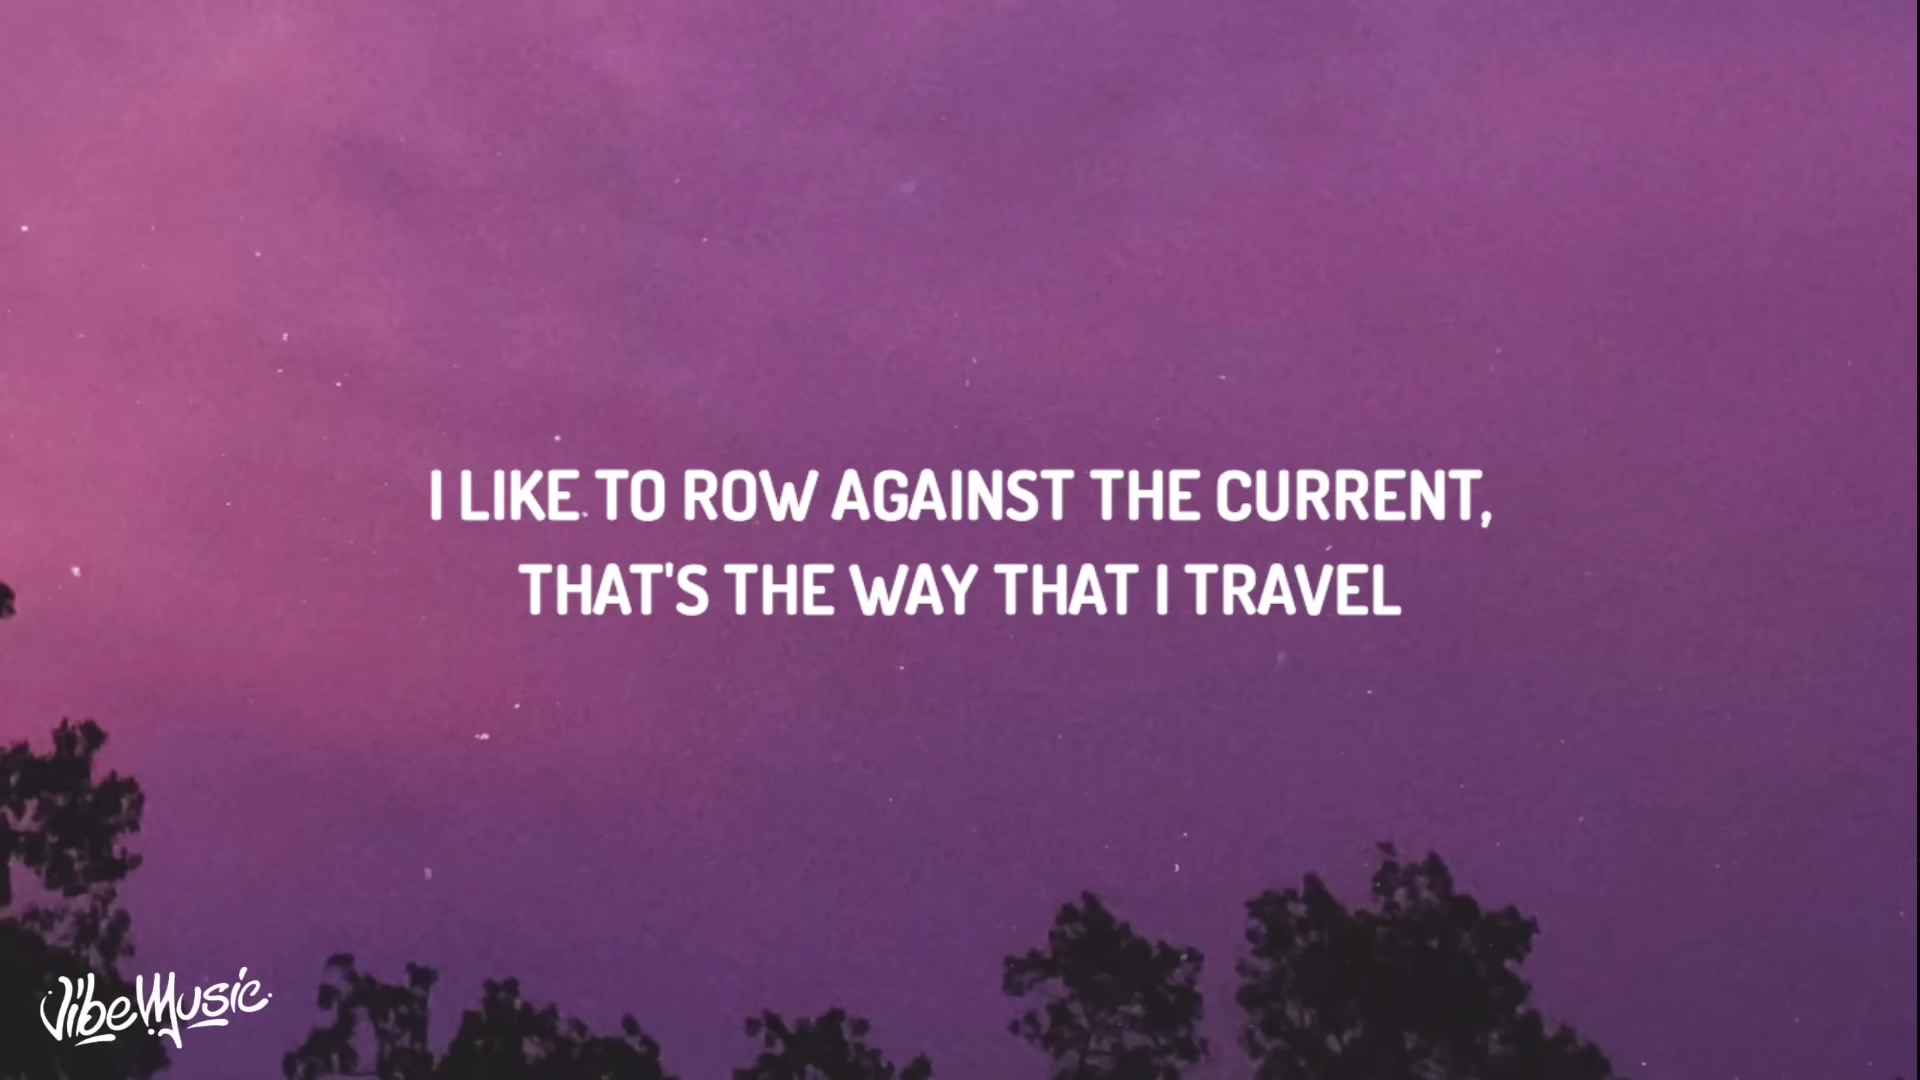 I LIKE TO ROW AGAINST THE CURRENT,
THAT'S THE WAY THAT I TRAVEL
VibeMusic